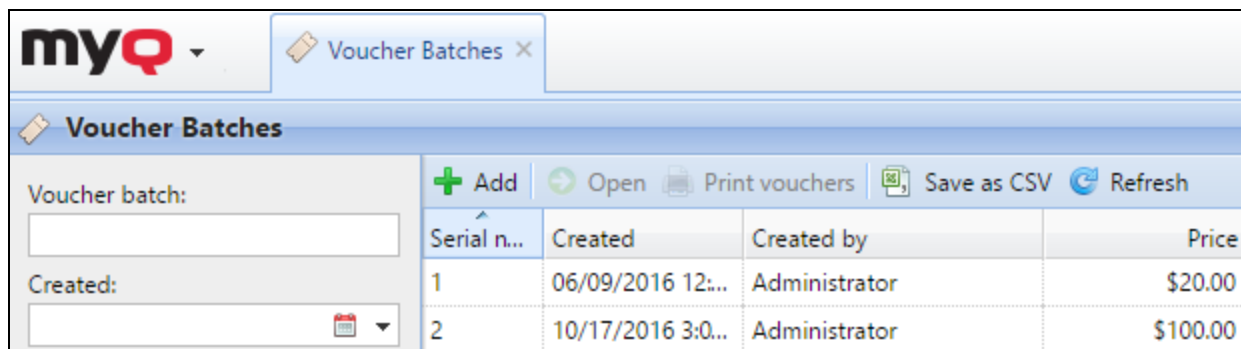 myQ
Voucher Batches
Voucher Batches
Voucher batch:
Created:
Add Open Print vouchers Save as CSV Refresh
Serial n... Created Created by Price
1 06/09/2016 12:... Administrator $20.00
2 10/17/2016 3:0... Administrator $100.00